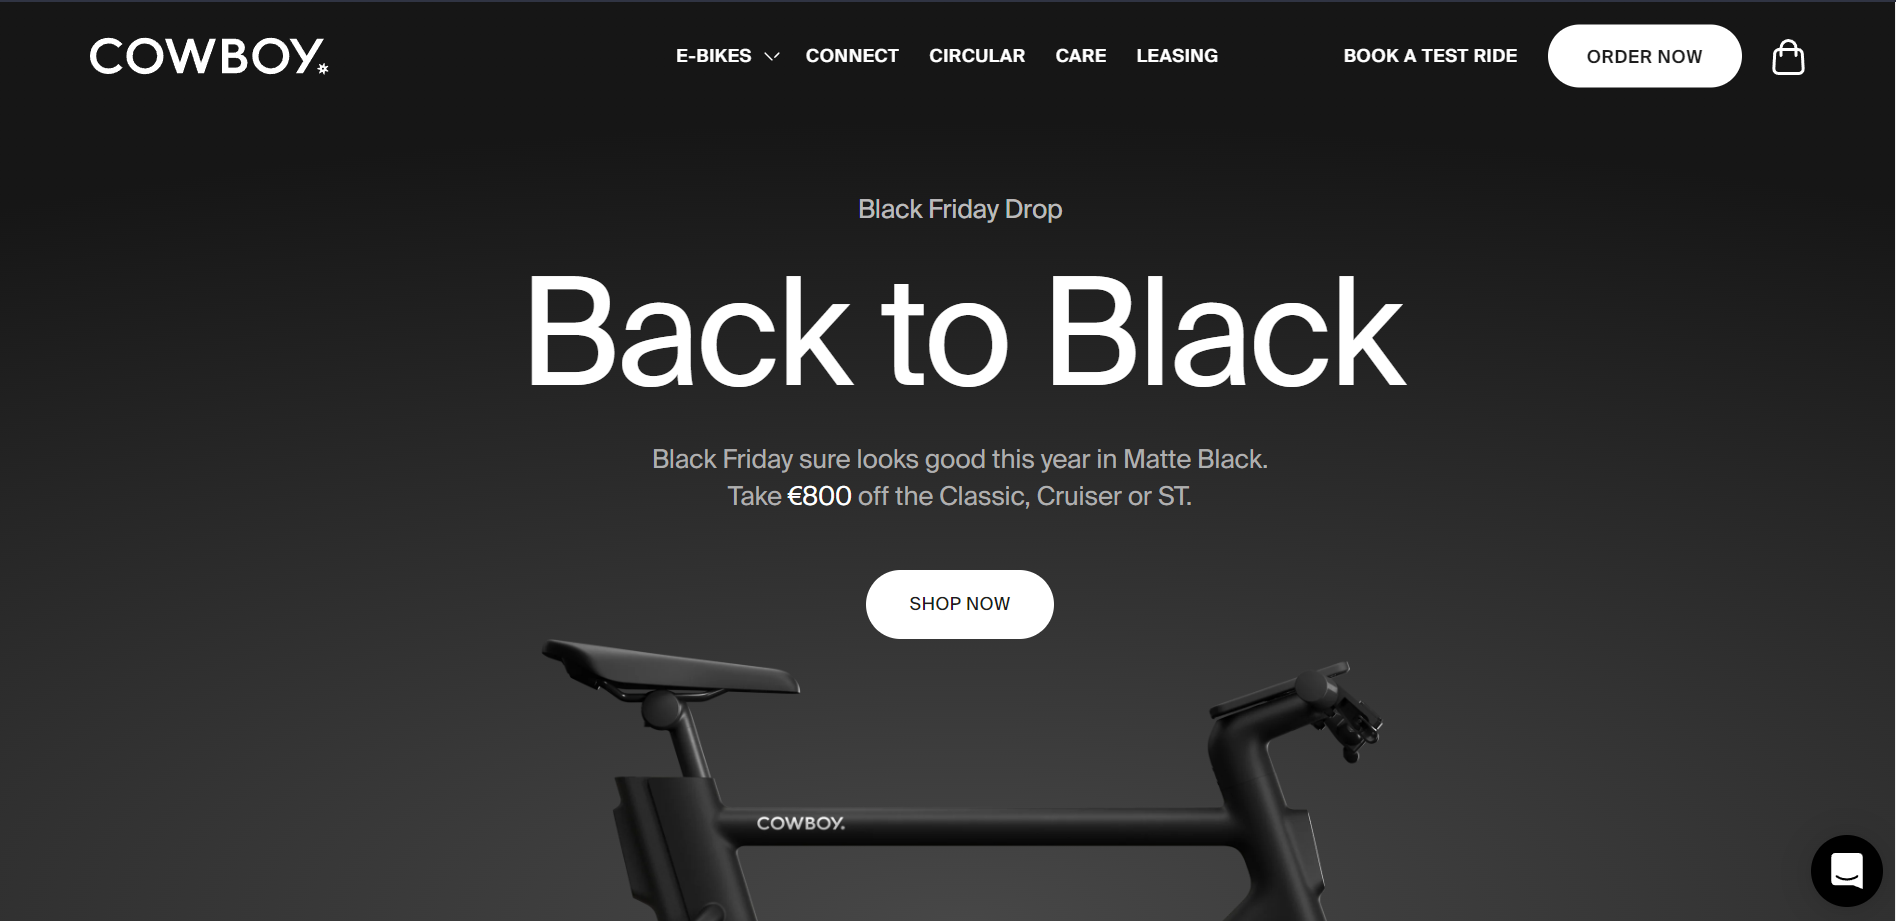 COWBOY.
E-BIKES
CONNECT
CIRCULAR
CARE
LEASING
BOOK A TEST RIDE
ORDER NOW
Black Friday Drop
Back to Black
Black Friday sure looks good this year in Matte Black.
Take €800 off the Classic, Cruiser or ST.
SHOP NOW
COWBOY.